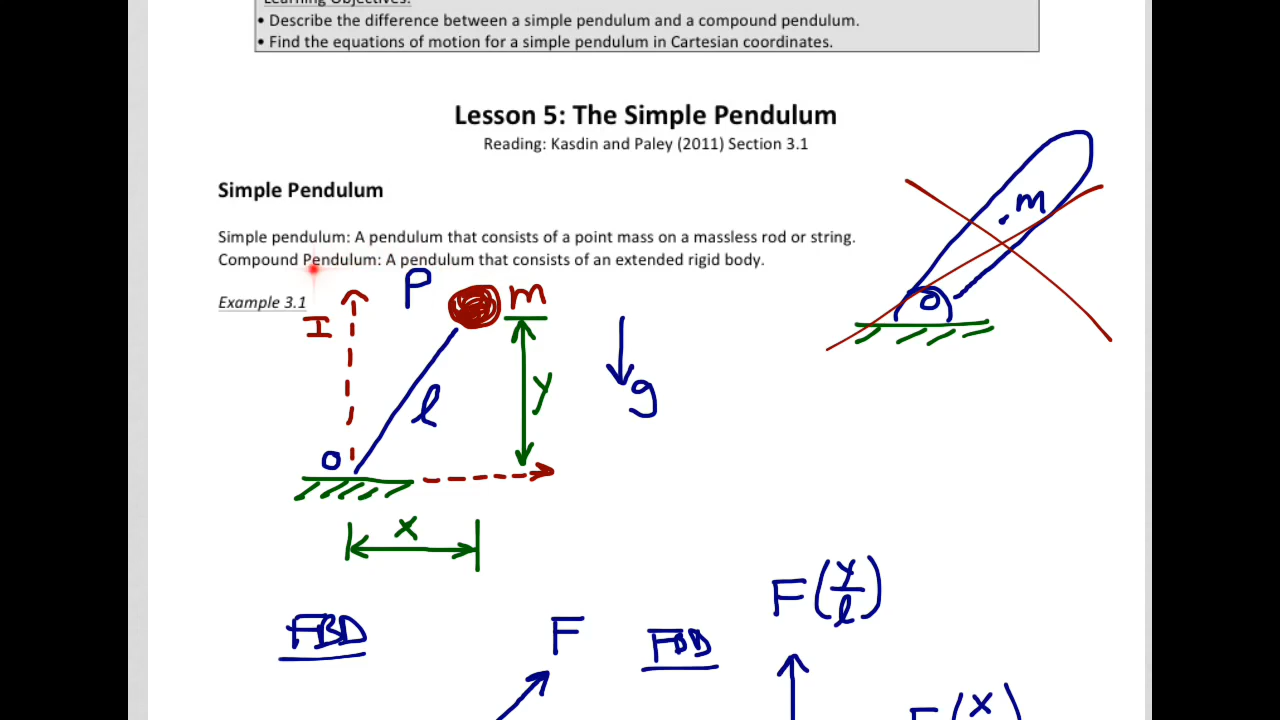 Learning Objectives:
• Describe the difference between a simple pendulum and a compound pendulum.
• Find the equations of motion for a simple pendulum in Cartesian coordinates.
Lesson 5: The Simple Pendulum
Reading: Kasdin and Paley (2011) Section 3.1
Simple Pendulum
Simple pendulum: A pendulum that consists of a point mass on a massless rod or string.
Compound Pendulum: A pendulum that consists of an extended rigid body.
Example 3.1
m
O
P
m
I
l
y
g
O
x
F(y/l)
FBD
F
FBD
F(x